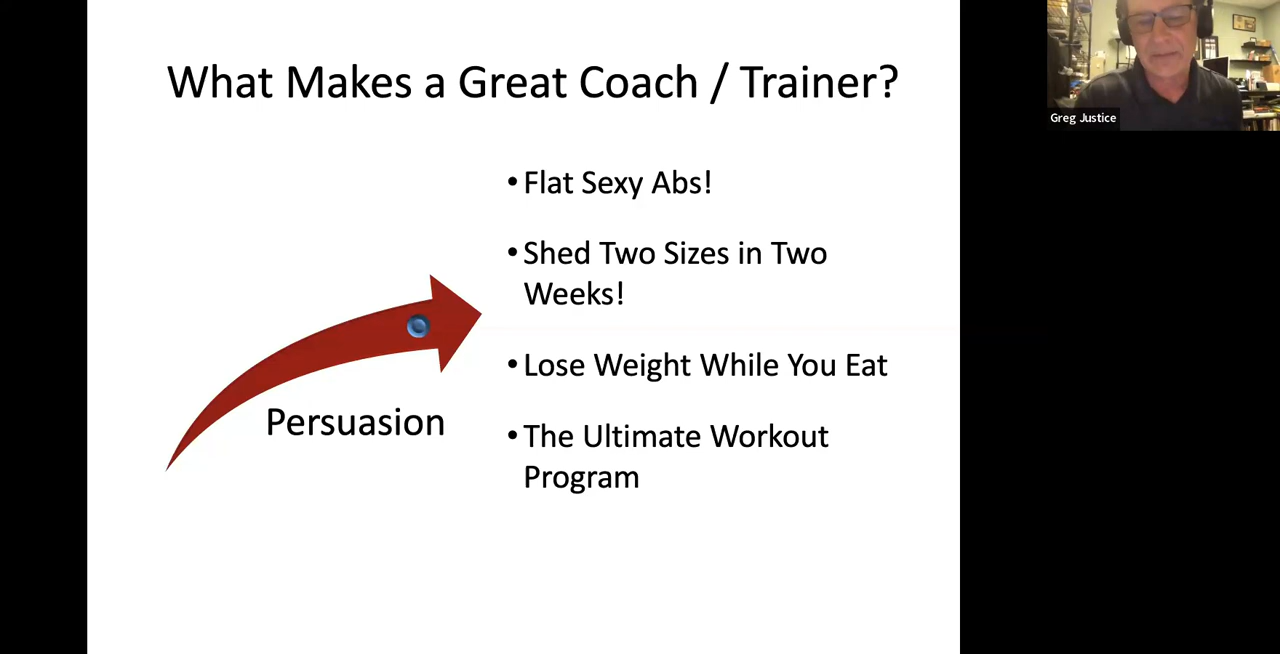 What Makes a Great Coach / Trainer?
Greg Justice
• Flat Sexy Abs!
• Shed Two Sizes in Two
Weeks!
• Lose Weight While You Eat
Persuasion
• The Ultimate Workout
Program